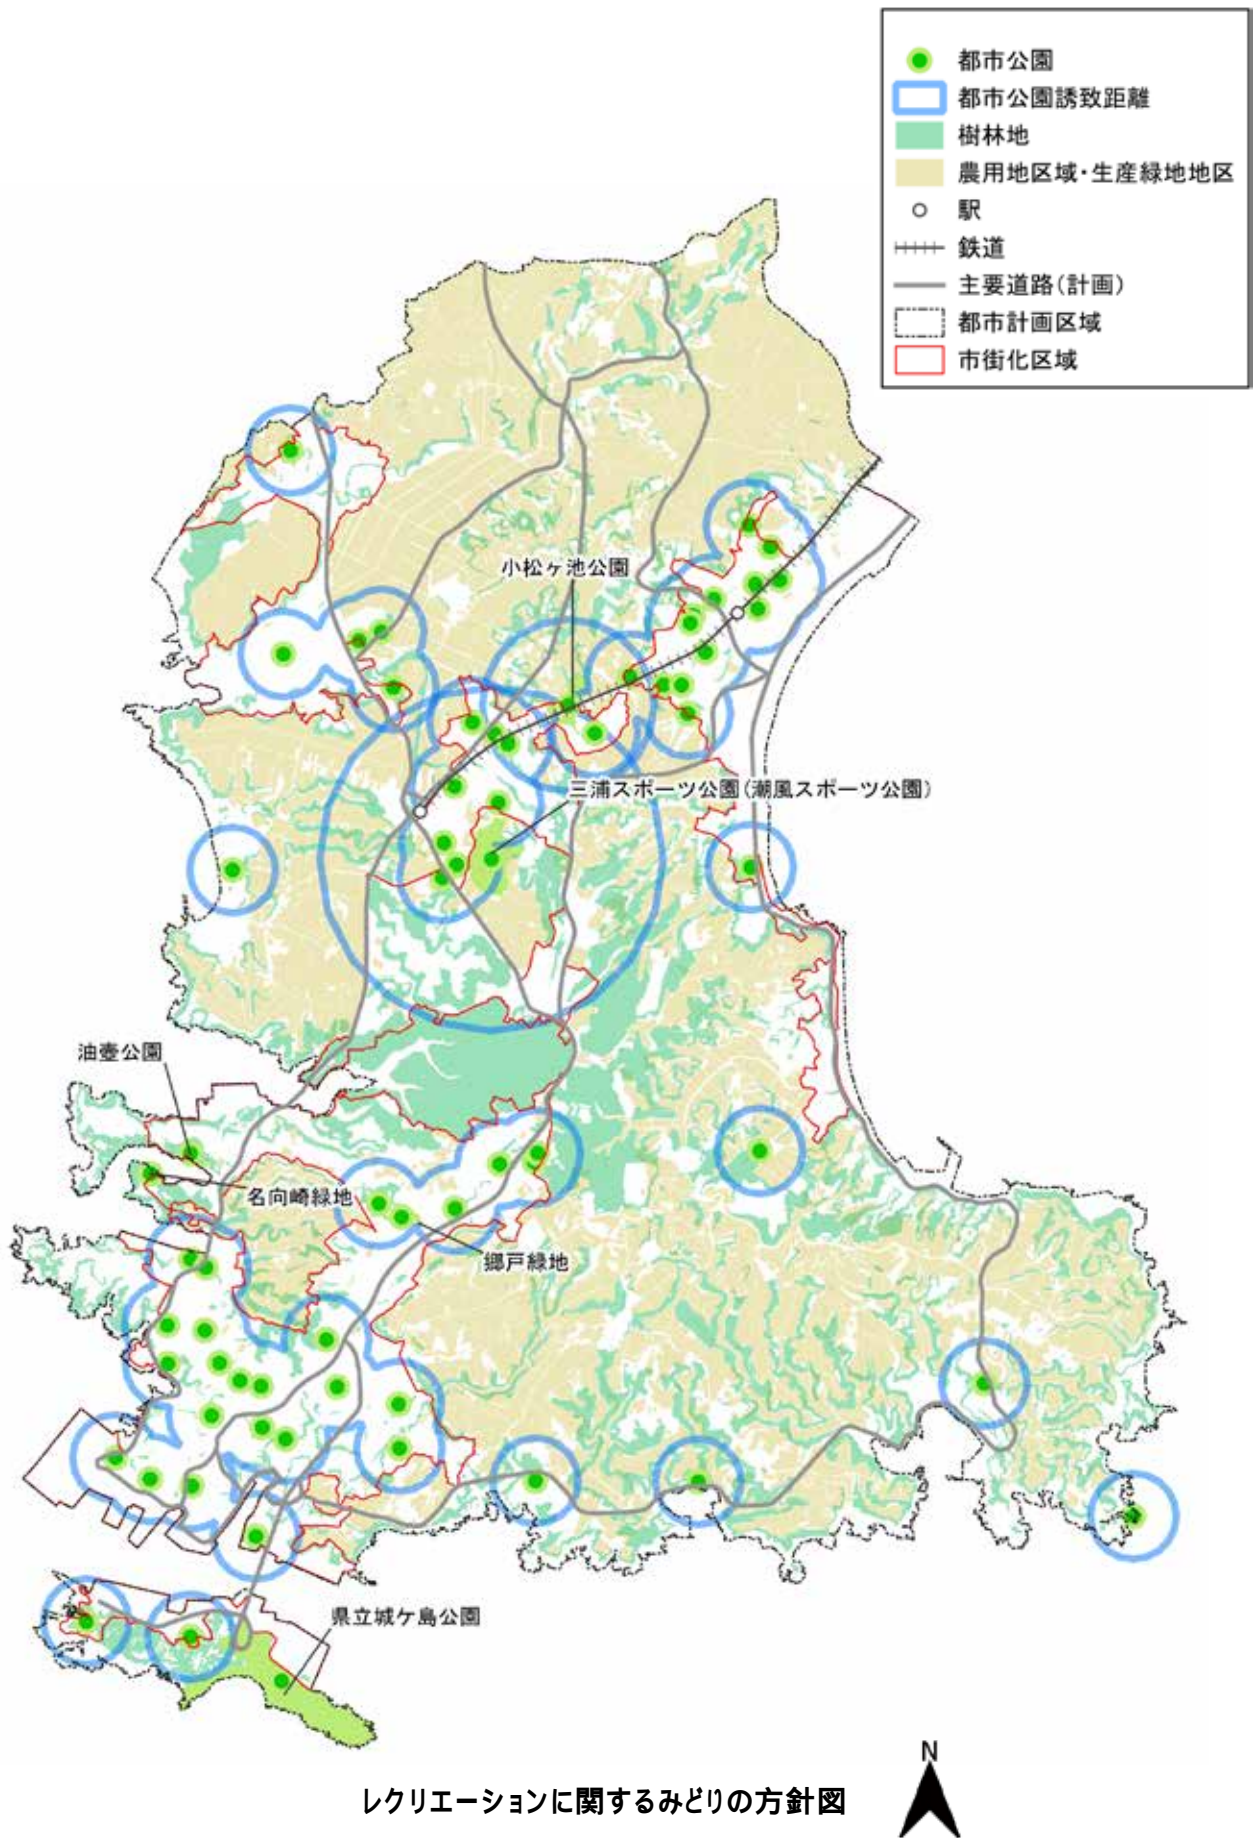 都市公園
都市公園誘致距離
樹林地
農用地区域・生産緑地地区
駅
鉄道
主要道路(計画)
都市計画区域
市街化区域
小松ヶ池公園
三浦スポーツ公園(潮風スポーツ公園)
油壺公園
名向崎緑地
郷戸緑地
県立城ケ島公園
N
レクリエーションに関するみどりの方針図